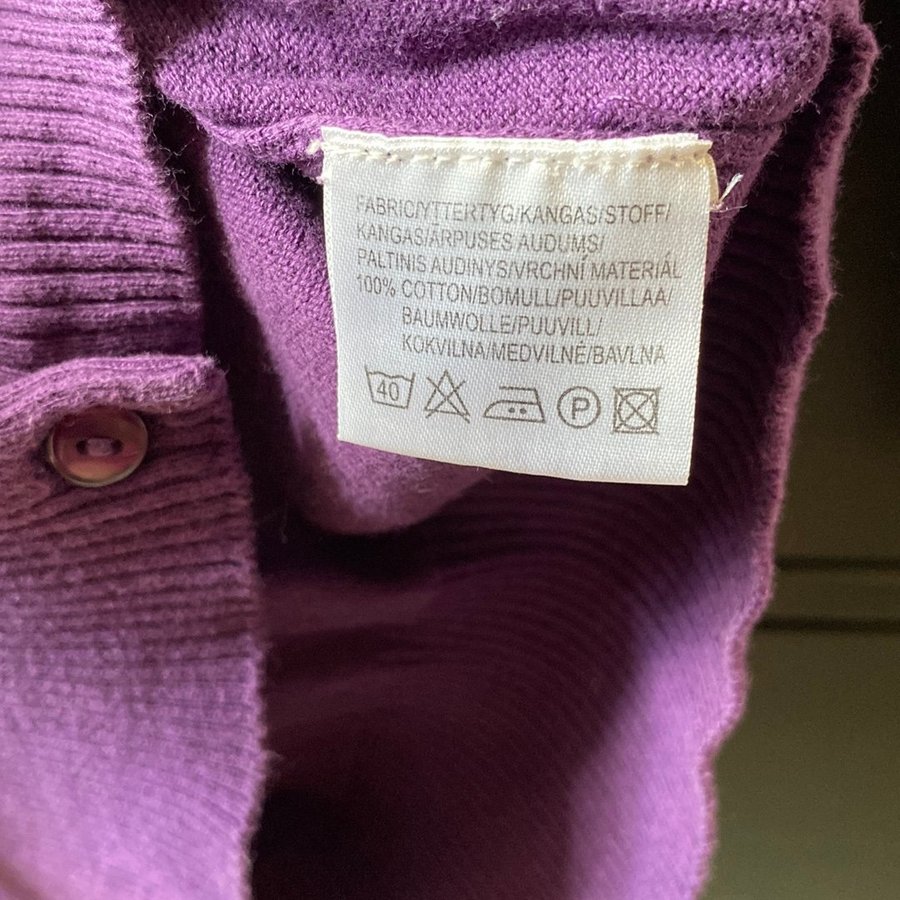 FABRIC/YTTERTYG/KANGAS/STOFF/
KANGAS/ĀRPUSES AUDUMS/
PALTINIS AUDINYS/VRCHNÍ MATERIÁL
100% COTTON/BOMULL/PUUVILLAA/
BAUMWOLLE/PUUVILL/
KOKVILNA/MEDVILNĖ/BAVLNA
40 P